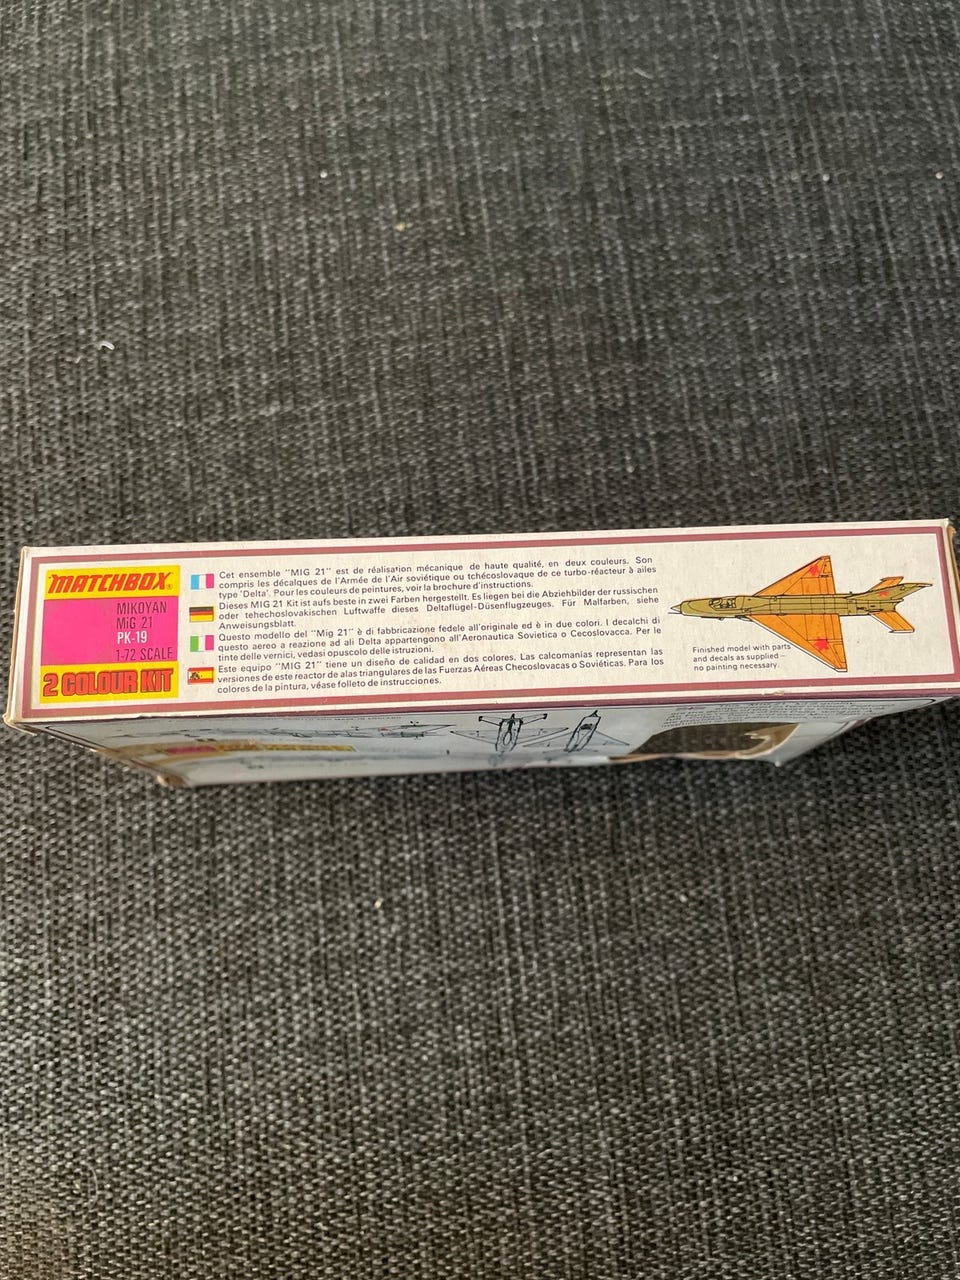 MATCHBOX®
MIKOYAN
MiG 21
PK-19
1-72 SCALE
2 COLOUR KIT
Cet ensemble "MIG 21" est de réalisation mécanique de haute qualité, en deux couleurs. Son
compris les décalques de l'Armée de l'Air soviétique ou tchécoslovaque de ce turbo-réacteur à ailes
type 'Delta'. Pour les couleurs de peintures, voir la brochure d'instructions.
Dieses MIG 21 Kit ist aufs beste in zwei Farben hergestellt. Es liegen bei die Abziehbilder der russischen
oder tchechoslovakischen Luftwaffe dieses Deltaflügel-Düsenflugzeuges. Für Malfarben, siehe
Anweisungsblatt.
Questo modello del "Mig 21" è di fabbricazione fedele all'originale ed è in due colori. I decalchi di
questo aereo a reazione ad ali Delta appartengono all'Aeronautica Sovietica o Cecoslovacca. Per le
tinte delle vernici, vedasi opuscolo delle istruzioni.
Este equipo "MIG 21" tiene un diseño de calidad en dos colores. Las calcomanías representan las
versiones de este reactor de alas triangulares de las Fuerzas Aéreas Checoslovacas o Soviéticas. Para los
colores de la pintura, véase folleto de instrucciones.
Finished model with parts
and decals as supplied –
no painting necessary.